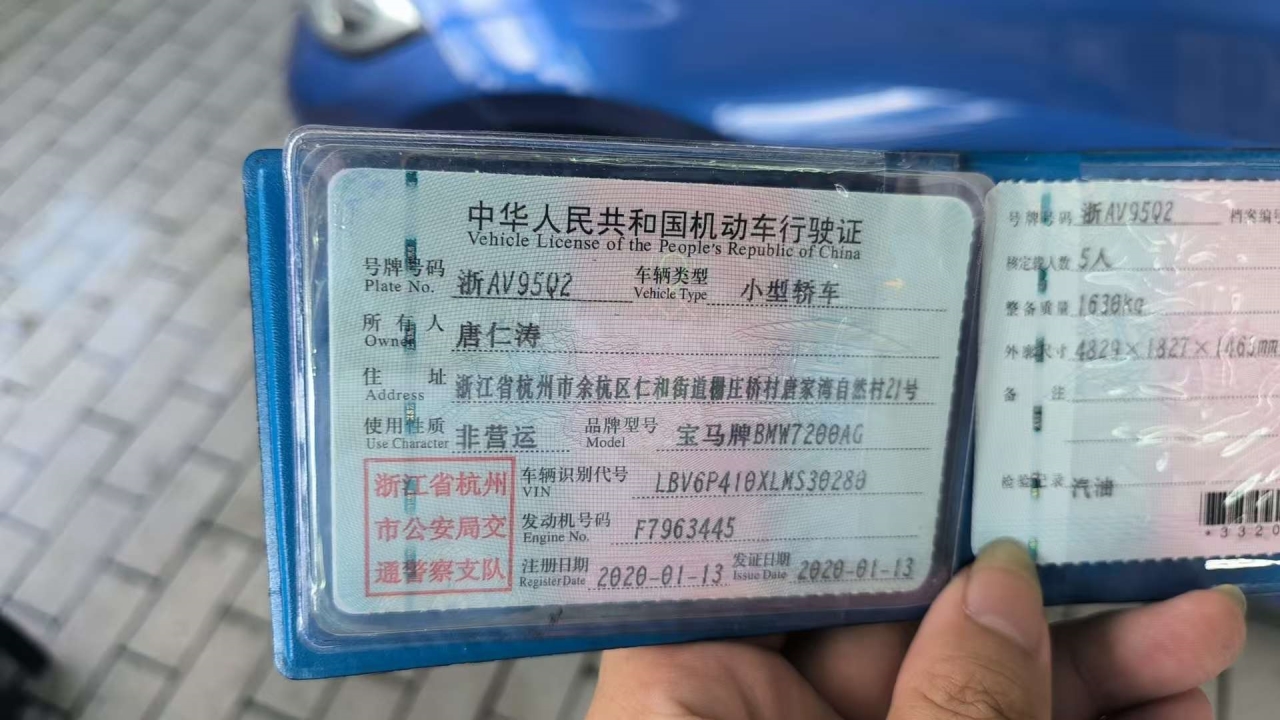 中华人民共和国机动车行驶证
Vehicle License of the People's Republic of China
号牌号码 浙AV95Q2 车辆类型 小型轿车
Plate No. Vehicle Type
所有人 唐仁涛
Owner
住址 浙江省杭州市余杭区仁和街道栅庄桥村唐家湾自然村21号
Address
使用性质 非营运 品牌型号 宝马牌BMW7200AG
Use Character Model
浙江省杭州
市公安局交
通警察支队
车辆识别代号 LBV6P410XLMS30280
VIN
发动机号码 F7963445
Engine No.
注册日期 2020-01-13 发证日期 2020-01-13
Register Date Issue Date
号牌号码 浙AV95Q2 档案编
核定载人数 5人
整备质量 1630kg
外廓尺寸 4829×1827×1463mm
备注
检验记录 汽油
*3320